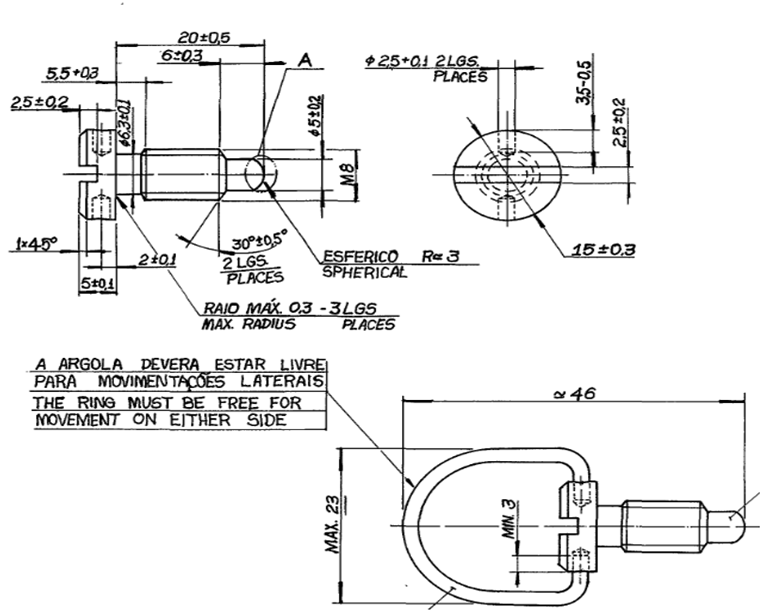 20±0,5
6±0,3
A
5,5+0,3
2,5±0,2
ø6,3±0,1
ø5±0,2
M8
ø 2,5+0,1 2 LGS.
PLACES
3,5-0,5
2,5±0,2
15±0,3
1x45°
2±0,1
5±0,1
30°±0,5°
2 LGS.
PLACES
ESFERICO R≈3
SPHERICAL
RAIO MÁX. 0,3 - 3 LGS
MAX. RADIUS PLACES
A ARGOLA DEVERA ESTAR LIVRE
PARA MOVIMENTAÇÕES LATERAIS
THE RING MUST BE FREE FOR
MOVEMENT ON EITHER SIDE
≈46
MAX. 23
MIN. 3